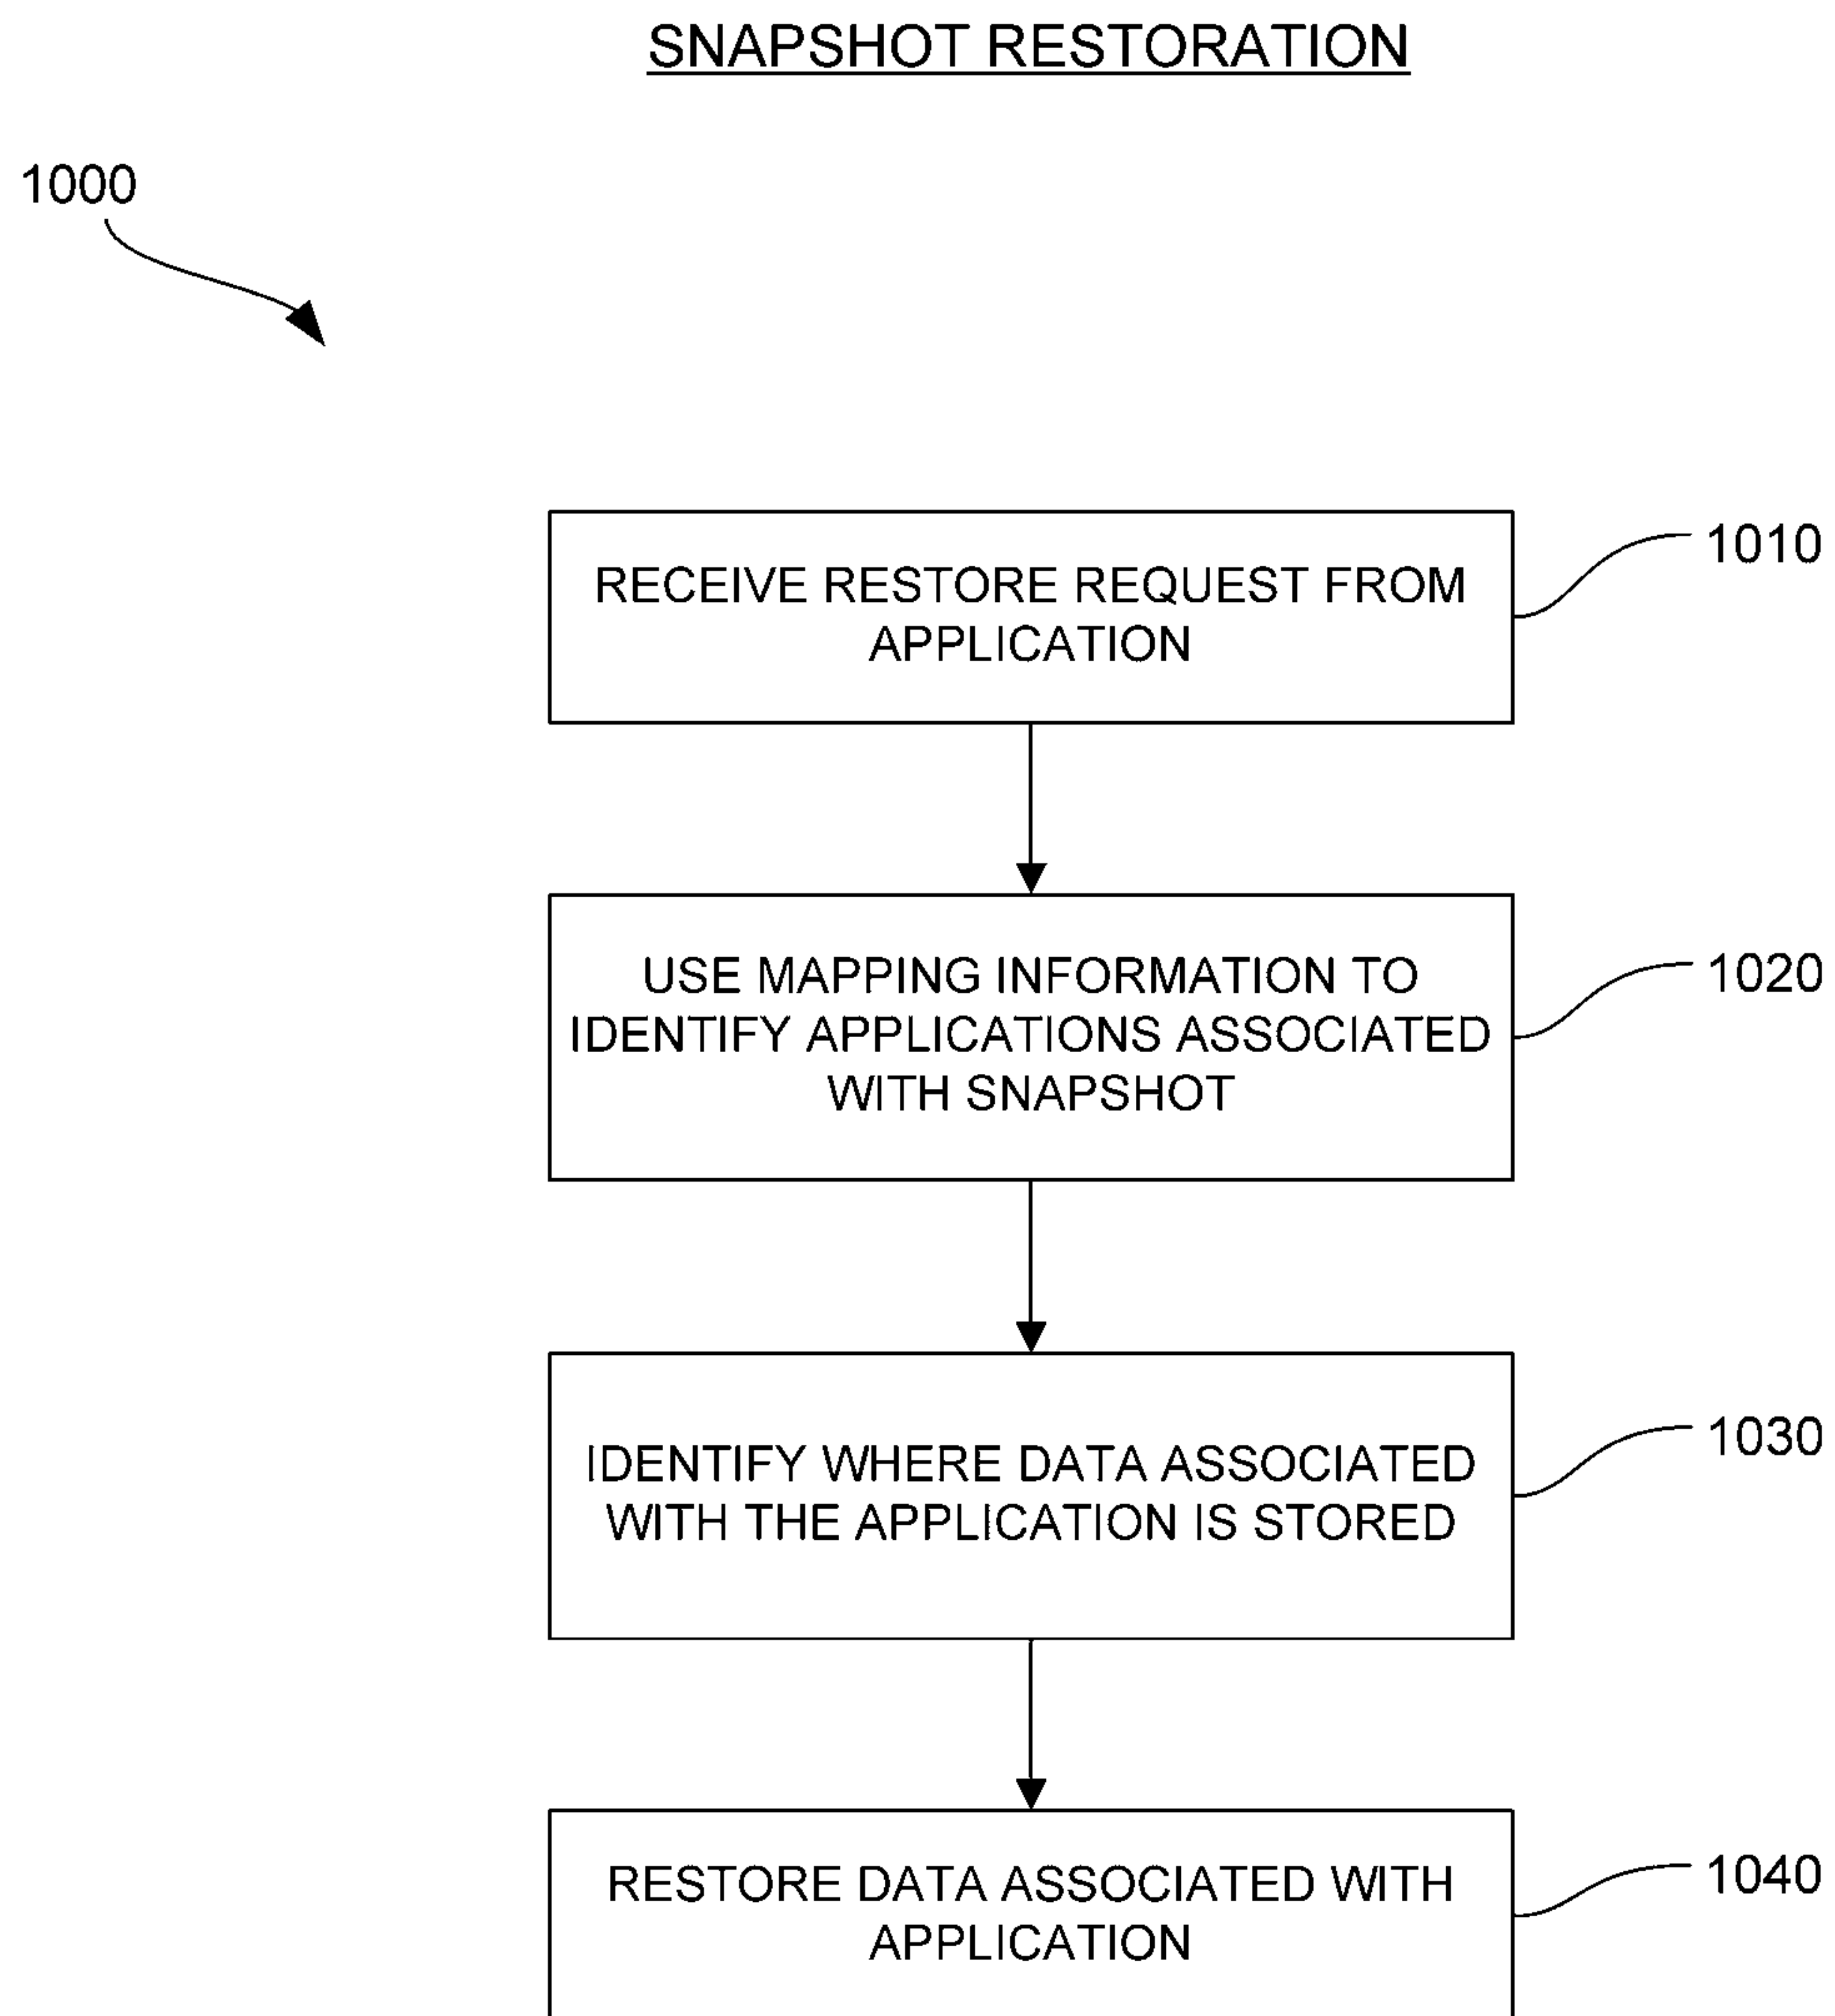 SNAPSHOT RESTORATION
1000
RECEIVE RESTORE REQUEST FROM
APPLICATION
1010
USE MAPPING INFORMATION TO
IDENTIFY APPLICATIONS ASSOCIATED
WITH SNAPSHOT
1020
IDENTIFY WHERE DATA ASSOCIATED
WITH THE APPLICATION IS STORED
1030
RESTORE DATA ASSOCIATED WITH
APPLICATION
1040